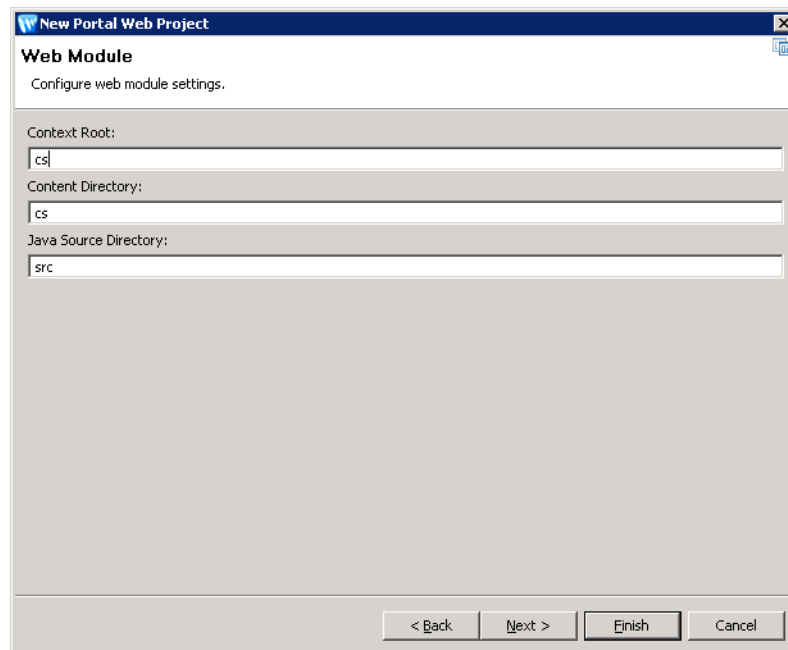 New Portal Web Project
Web Module
Configure web module settings.
Context Root:
cs
Content Directory:
cs
Java Source Directory:
src
< Back Next > Finish Cancel